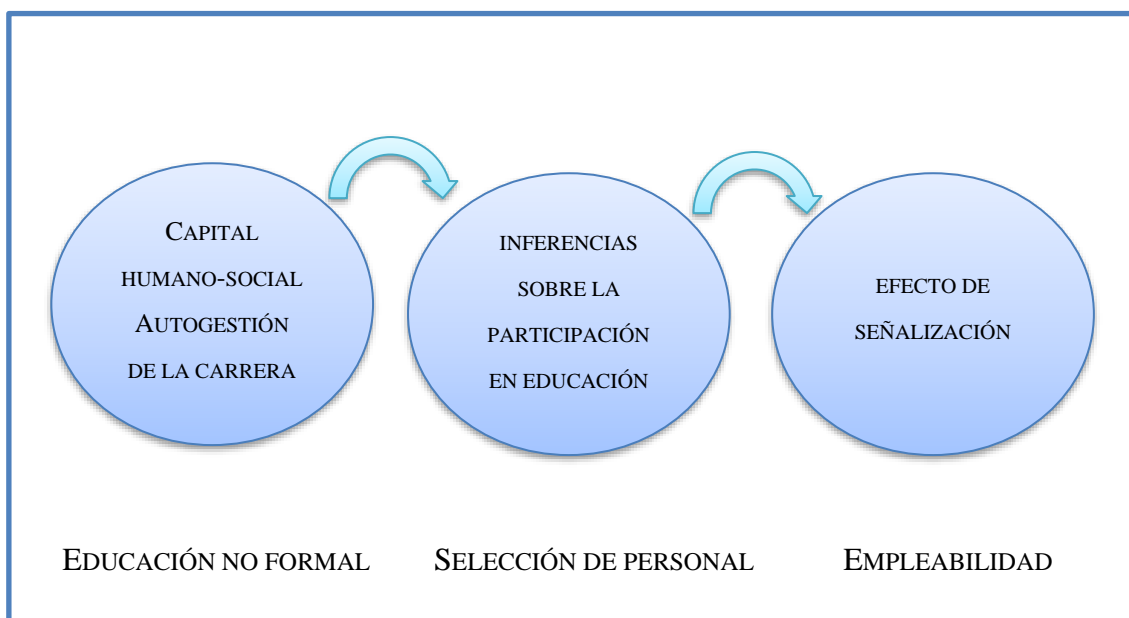 CAPITAL
HUMANO-SOCIAL
AUTOGESTIÓN
DE LA CARRERA
INFERENCIAS
SOBRE LA
PARTICIPACIÓN
EN EDUCACIÓN
EFECTO DE
SEÑALIZACIÓN
EDUCACIÓN NO FORMAL
SELECCIÓN DE PERSONAL
EMPLEABILIDAD